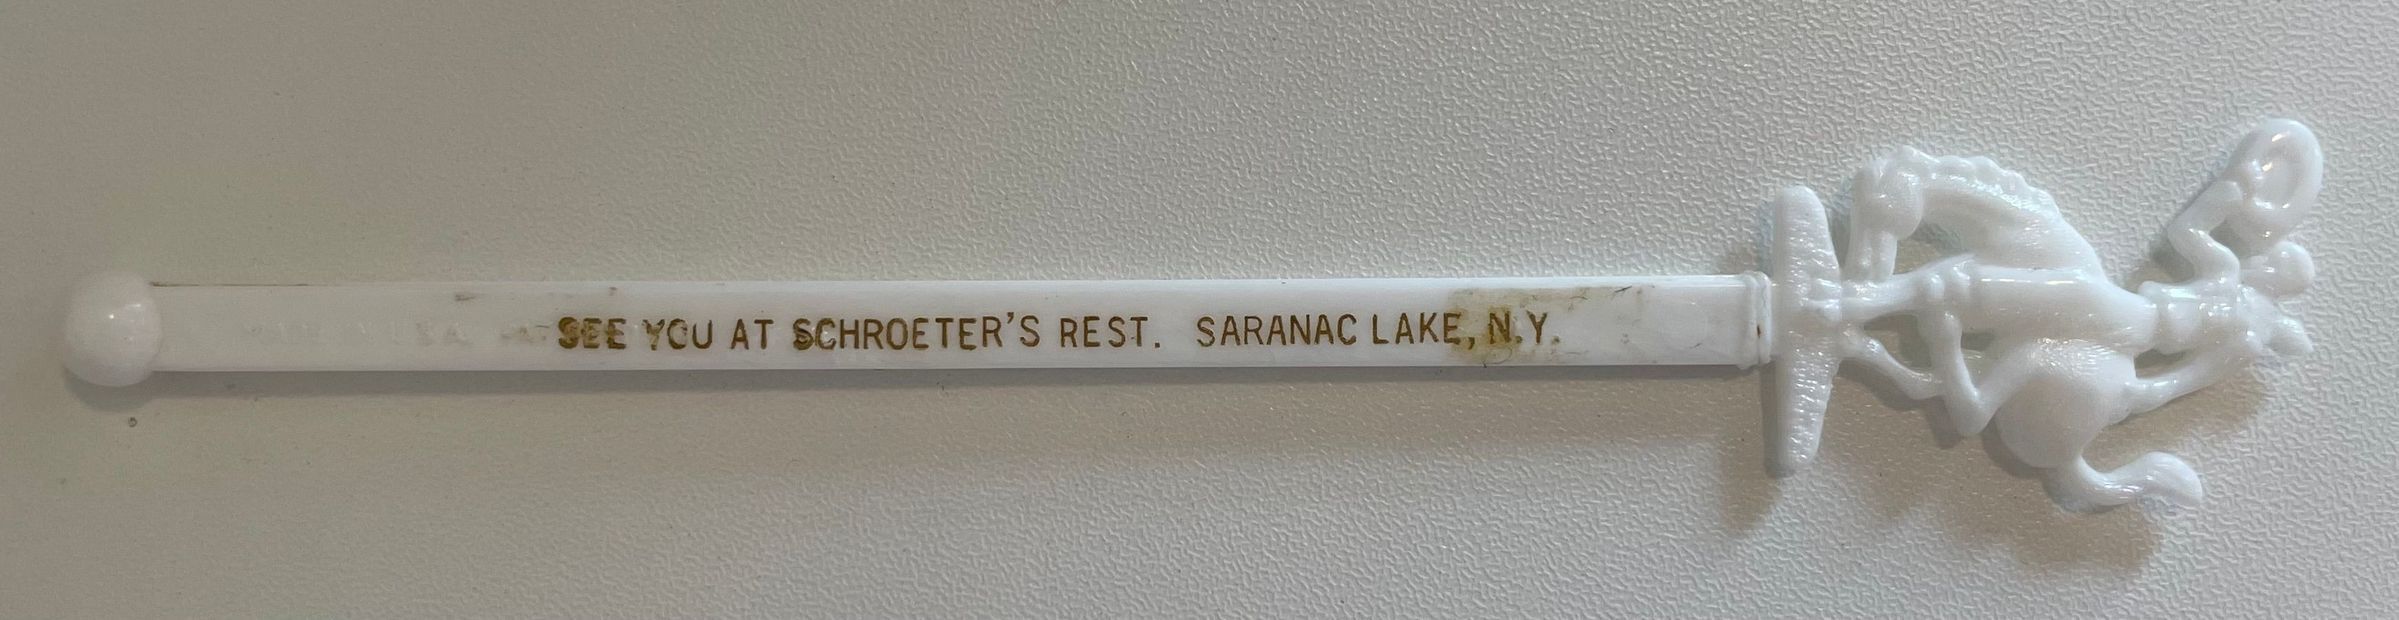 SEE YOU AT SCHROETER'S REST. SARANAC LAKE, N.Y.